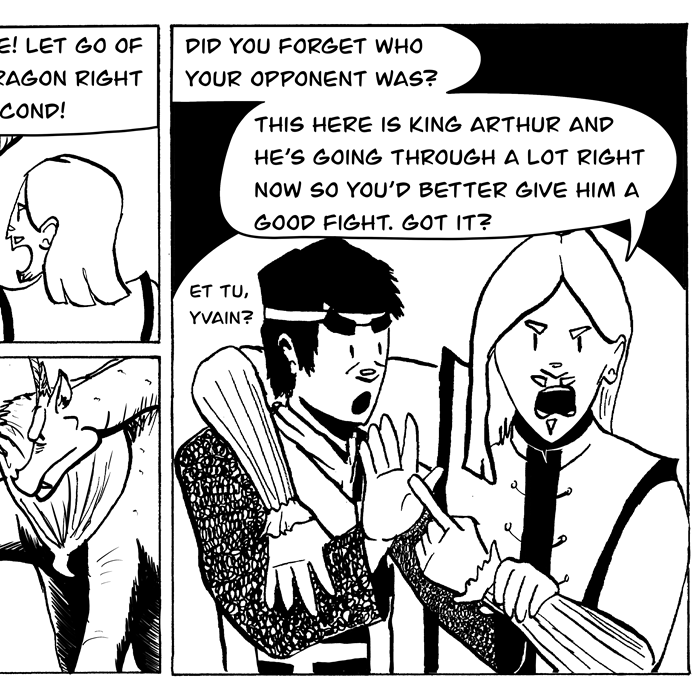 E! LET GO OF
RAGON RIGHT
COND!
DID YOU FORGET WHO
YOUR OPPONENT WAS?
THIS HERE IS KING ARTHUR AND
HE'S GOING THROUGH A LOT RIGHT
NOW SO YOU'D BETTER GIVE HIM A
GOOD FIGHT. GOT IT?
ET TU,
YVAIN?